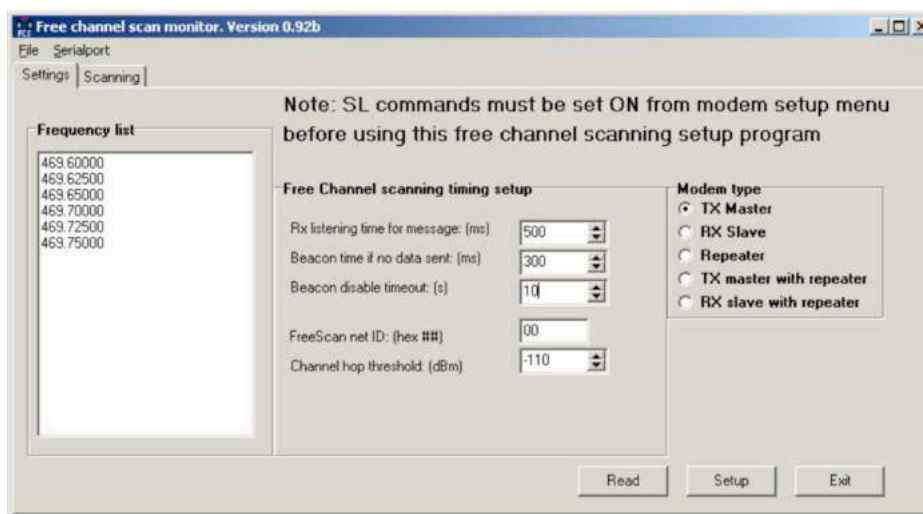 FCS Free channel scan monitor. Version 0.92b
File Serialport
Settings Scanning
Note: SL commands must be set ON from modem setup menu
before using this free channel scanning setup program
Frequency list
469.60000
469.62500
469.65000
469.70000
469.72500
469.75000
Free Channel scanning timing setup
Rx listening time for message: (ms) 500
Beacon time if no data sent: (ms) 300
Beacon disable timeout: (s) 10
FreeScan net ID: (hex ##) 00
Channel hop threshold: (dBm) -110
Modem type
TX Master
RX Slave
Repeater
TX master with repeater
RX slave with repeater
Read Setup Exit